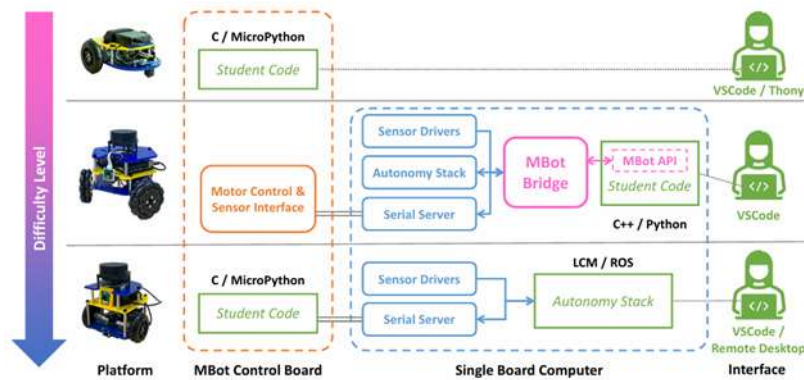 Difficulty Level
C / MicroPython
Student Code
VSCode / Thony
Sensor Drivers
Autonomy Stack
Serial Server
Motor Control &
Sensor Interface
MBot
Bridge
MBot API
Student Code
C++ / Python
VSCode
C / MicroPython
Student Code
Sensor Drivers
Serial Server
LCM / ROS
Autonomy Stack
VSCode /
Remote Desktop
Platform
MBot Control Board
Single Board Computer
Interface